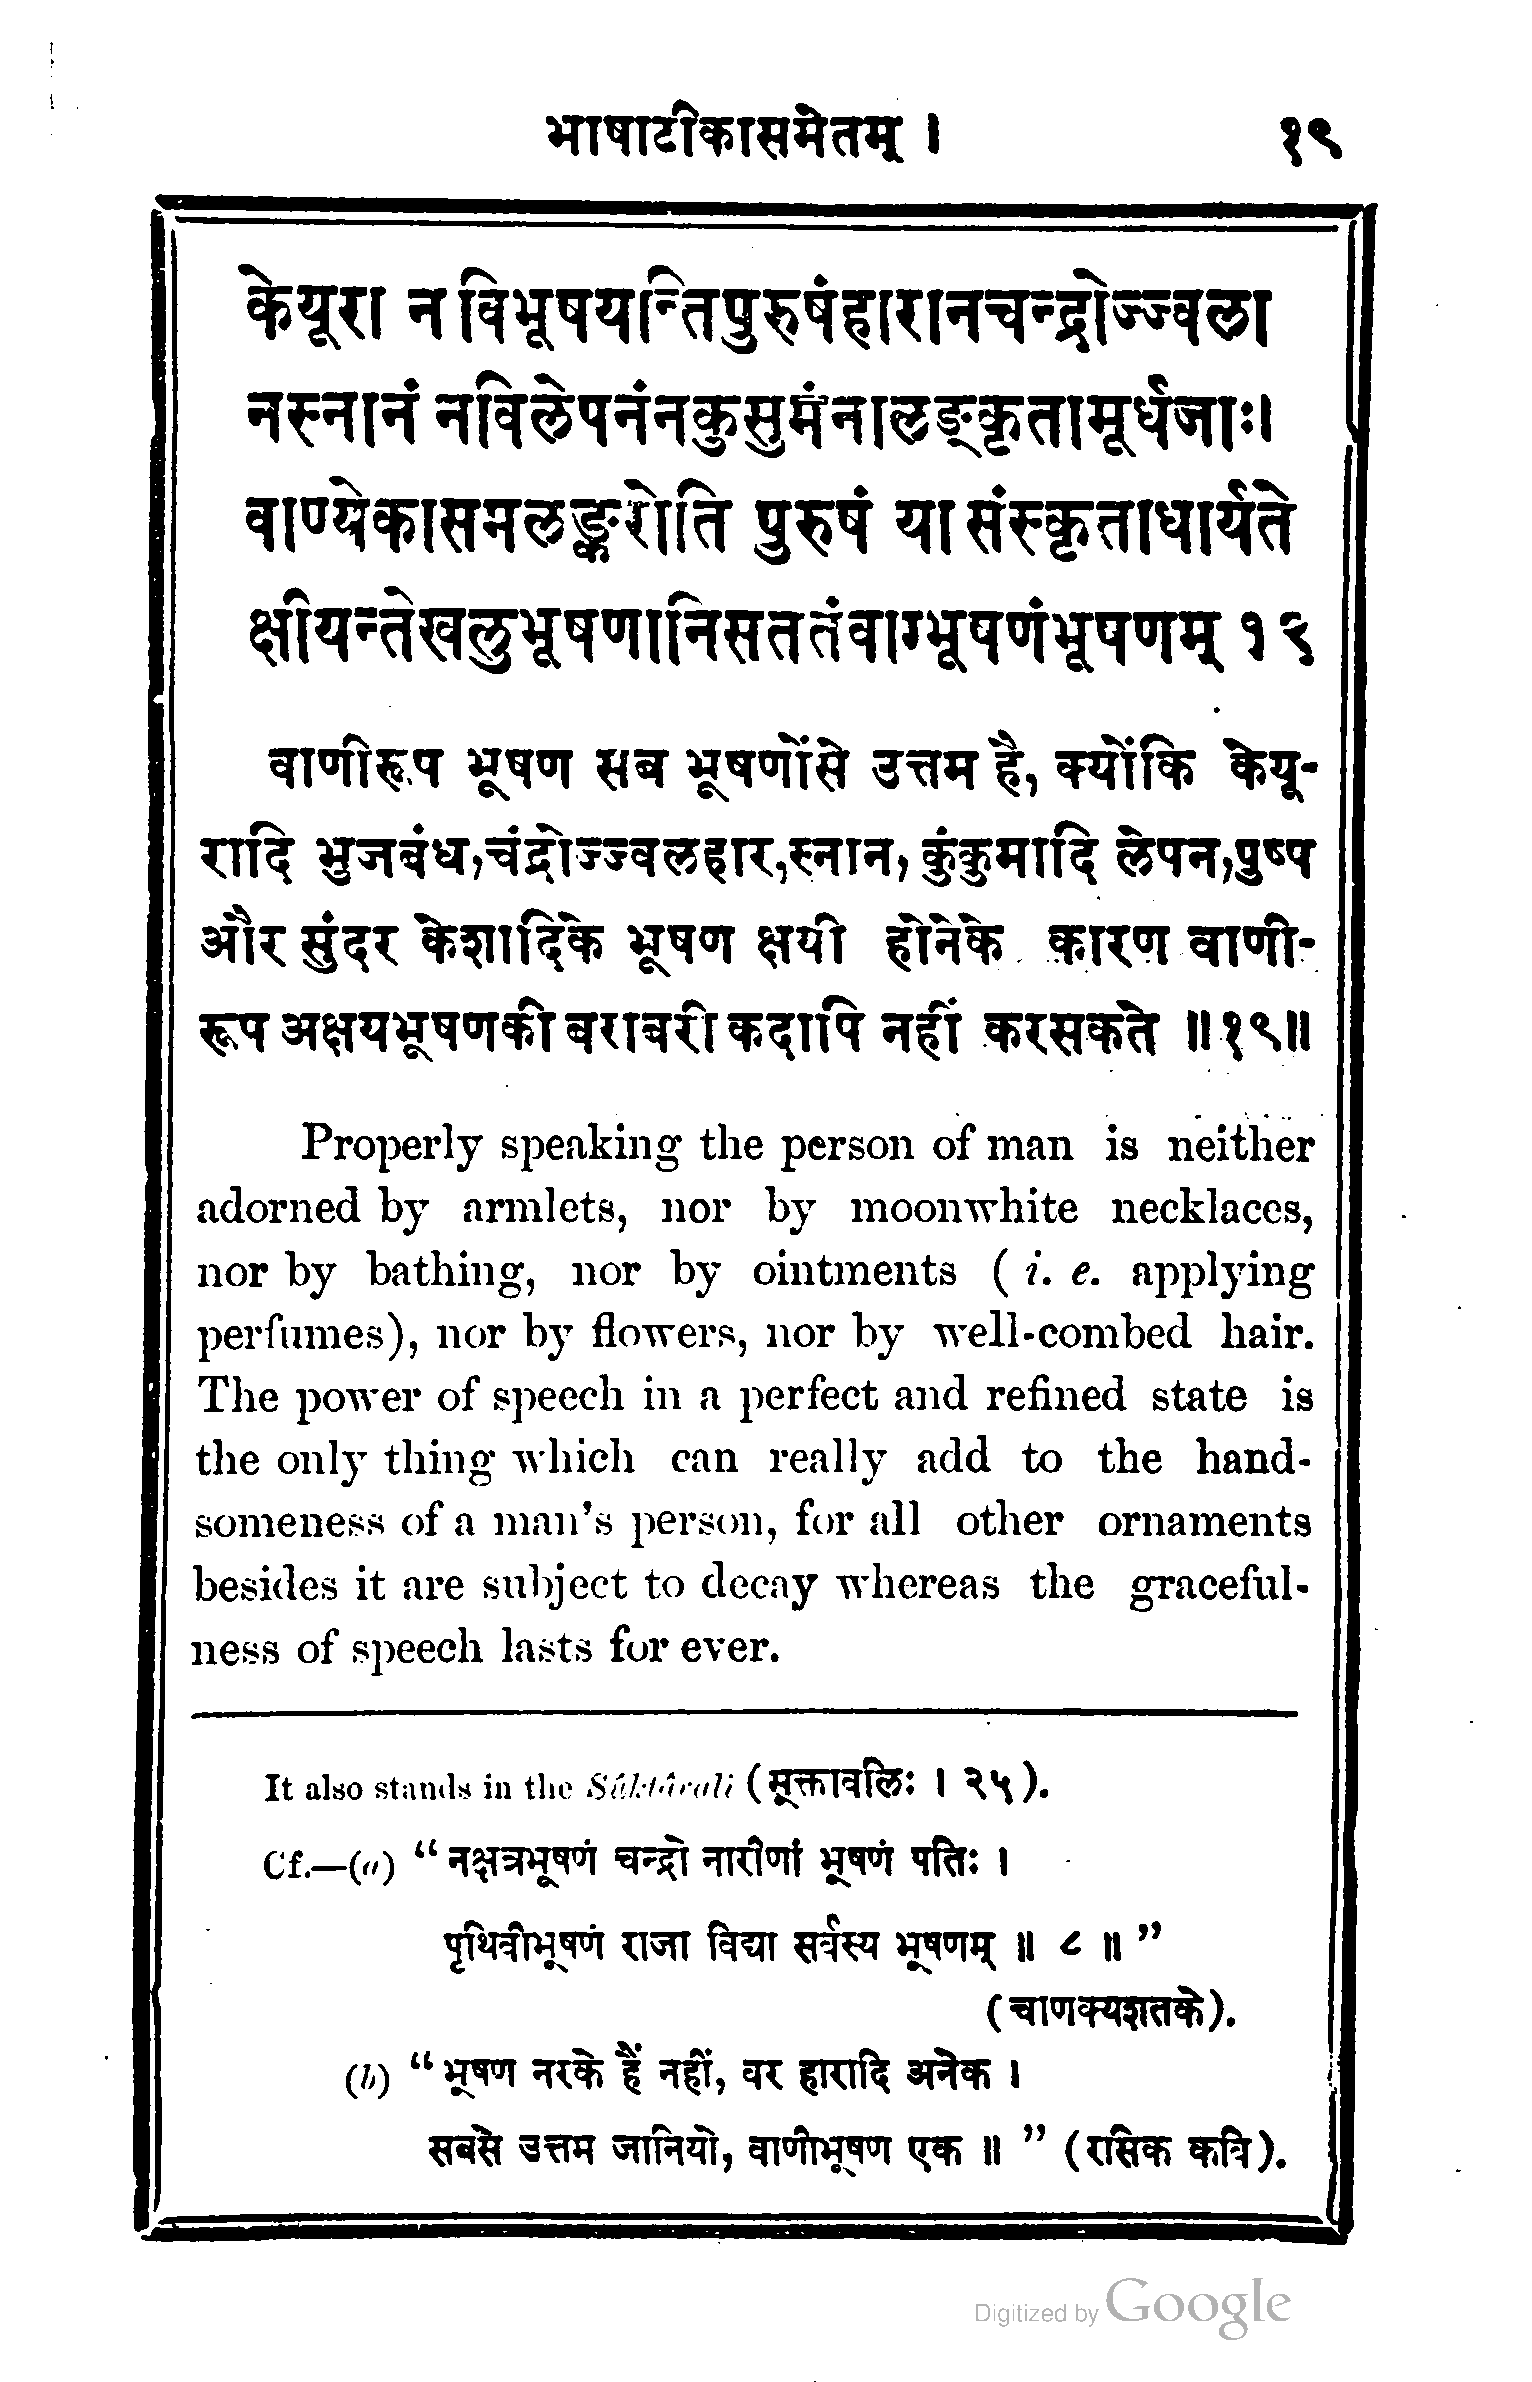 भाषाटीकासमेतम् । १९
केयूरा न विभूषयन्तिपुरुषंहारानचन्द्रोज्ज्वला
नस्नानं नविलेपनंनकुसुमंनालङ्कृतामूर्धजाः।
वाण्येकासमलङ्करोति पुरुषं या संस्कृताधार्यते
क्षीयन्तेखलुभूषणानिसततंवाग्भूषणंभूषणम् १९
वाणीरूप भूषण सब भूषणोंसे उत्तम है, क्योंकि केयू-
रादि भुजबंध,चंद्रोज्ज्वलहार,स्नान, कुंकुमादि लेपन,पुष्प
और सुंदर केशादिके भूषण क्षयी होनेके कारण वाणी-
रूप अक्षयभूषणकी बराबरी कदापि नहीं करसकते ॥१९॥
Properly speaking the person of man is neither
adorned by armlets, nor by moonwhite necklaces,
nor by bathing, nor by ointments ( i. e. applying
perfumes), nor by flowers, nor by well-combed hair.
The power of speech in a perfect and refined state is
the only thing which can really add to the hand-
someness of a man's person, for all other ornaments
besides it are subject to decay whereas the graceful-
ness of speech lasts for ever.
It also stands in the Sûktâvali (सूक्तावलिः । २५).
Cf.—(a) “नक्षत्रभूषणं चन्द्रो नारीणां भूषणं पतिः ।
पृथिवीभूषणं राजा विद्या सर्वस्य भूषणम् ॥ ८ ॥”
(चाणक्यशतके).
(b) “भूषण नरके हैं नहीं, वर हारादि अनेक ।
सबसे उत्तम जानियो, वाणीभूषण एक ॥” (रसिक कवि).
Digitized by Google